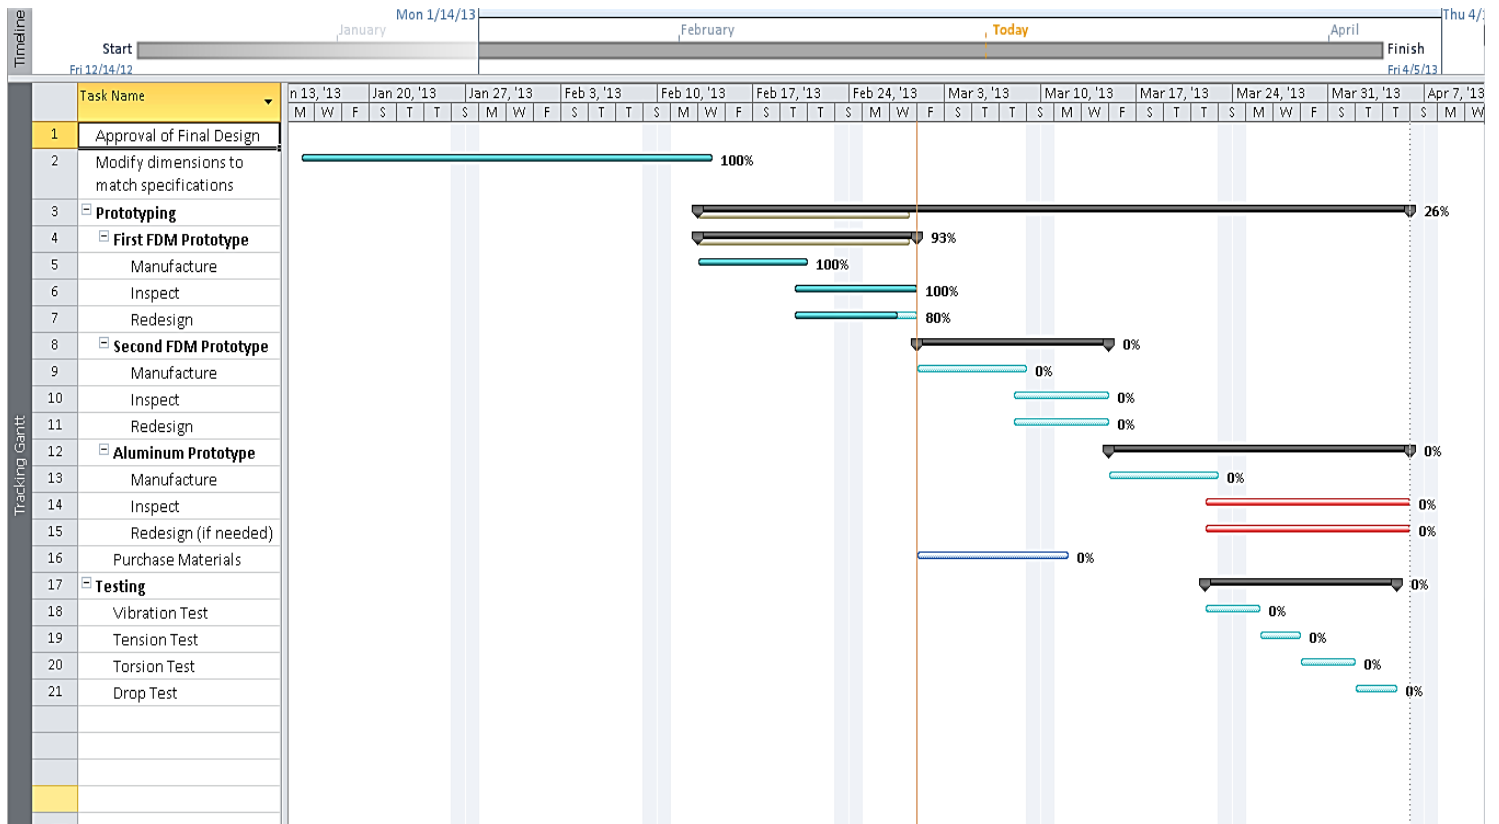 Timeline
Mon 1/14/13
Thu 4/
January
February
Today
April
Start
Finish
Fri 12/14/12
Fri 4/5/13
Tracking Gantt
Task Name
n 13, '13 Jan 20, '13 Jan 27, '13 Feb 3, '13 Feb 10, '13 Feb 17, '13 Feb 24, '13 Mar 3, '13 Mar 10, '13 Mar 17, '13 Mar 24, '13 Mar 31, '13 Apr 7, '13
M W F S T T S M W F S T T S M W F S T T S M W F S T T S M W F S T T S M W F S T T S M W
1 Approval of Final Design
2 Modify dimensions to
match specifications
100%
3 Prototyping 26%
4 First FDM Prototype 93%
5 Manufacture 100%
6 Inspect 100%
7 Redesign 80%
8 Second FDM Prototype 0%
9 Manufacture 0%
10 Inspect 0%
11 Redesign 0%
12 Aluminum Prototype 0%
13 Manufacture 0%
14 Inspect 0%
15 Redesign (if needed) 0%
16 Purchase Materials 0%
17 Testing 0%
18 Vibration Test 0%
19 Tension Test 0%
20 Torsion Test 0%
21 Drop Test 0%